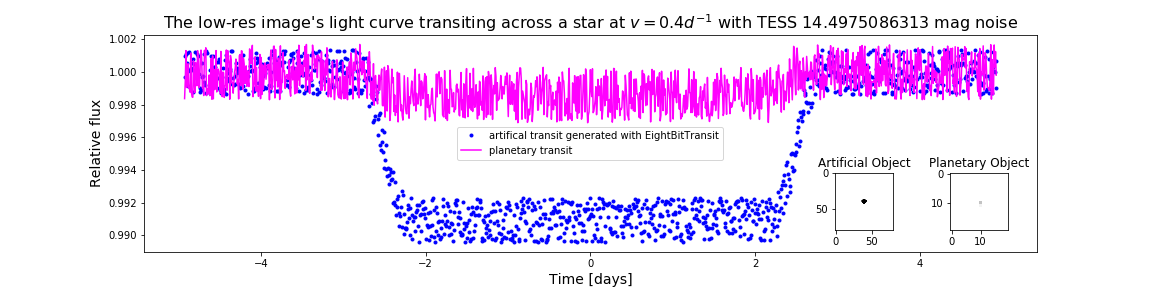 The low-res image's light curve transiting across a star at v = 0.4d⁻¹ with TESS 14.4975086313 mag noise
1.002
1.000
0.998
0.996
0.994
0.992
0.990
Relative flux
artifical transit generated with EightBitTransit
planetary transit
Artificial Object
0
50
0 50
Planetary Object
0
10
0 10
−4 −2 0 2 4
Time [days]